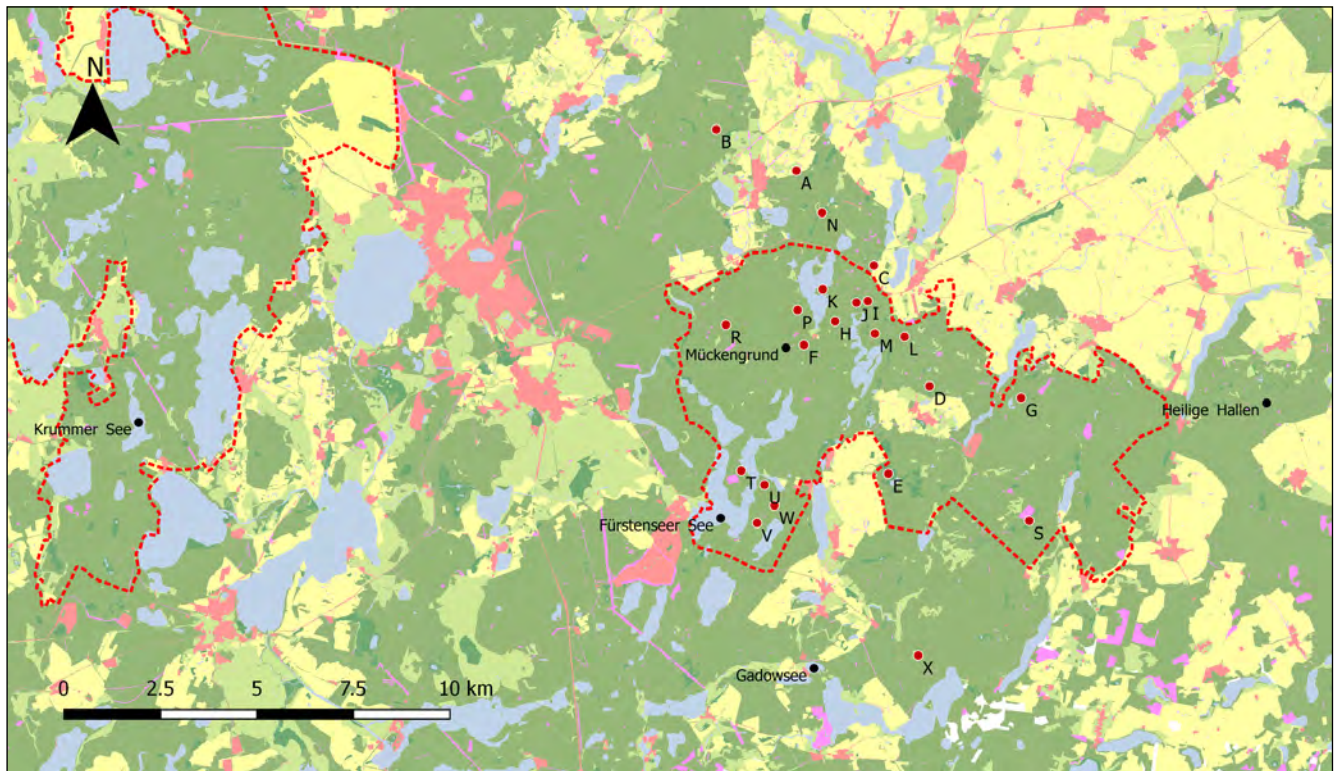 N
B
A
N
C
K
J
I
P
H
R
M
L
Mückengrund
F
D
G
Heilige Hallen
Krummer See
T
E
U
Fürstenseer See
W
S
V
X
Gadowsee
0 2.5 5 7.5 10 km